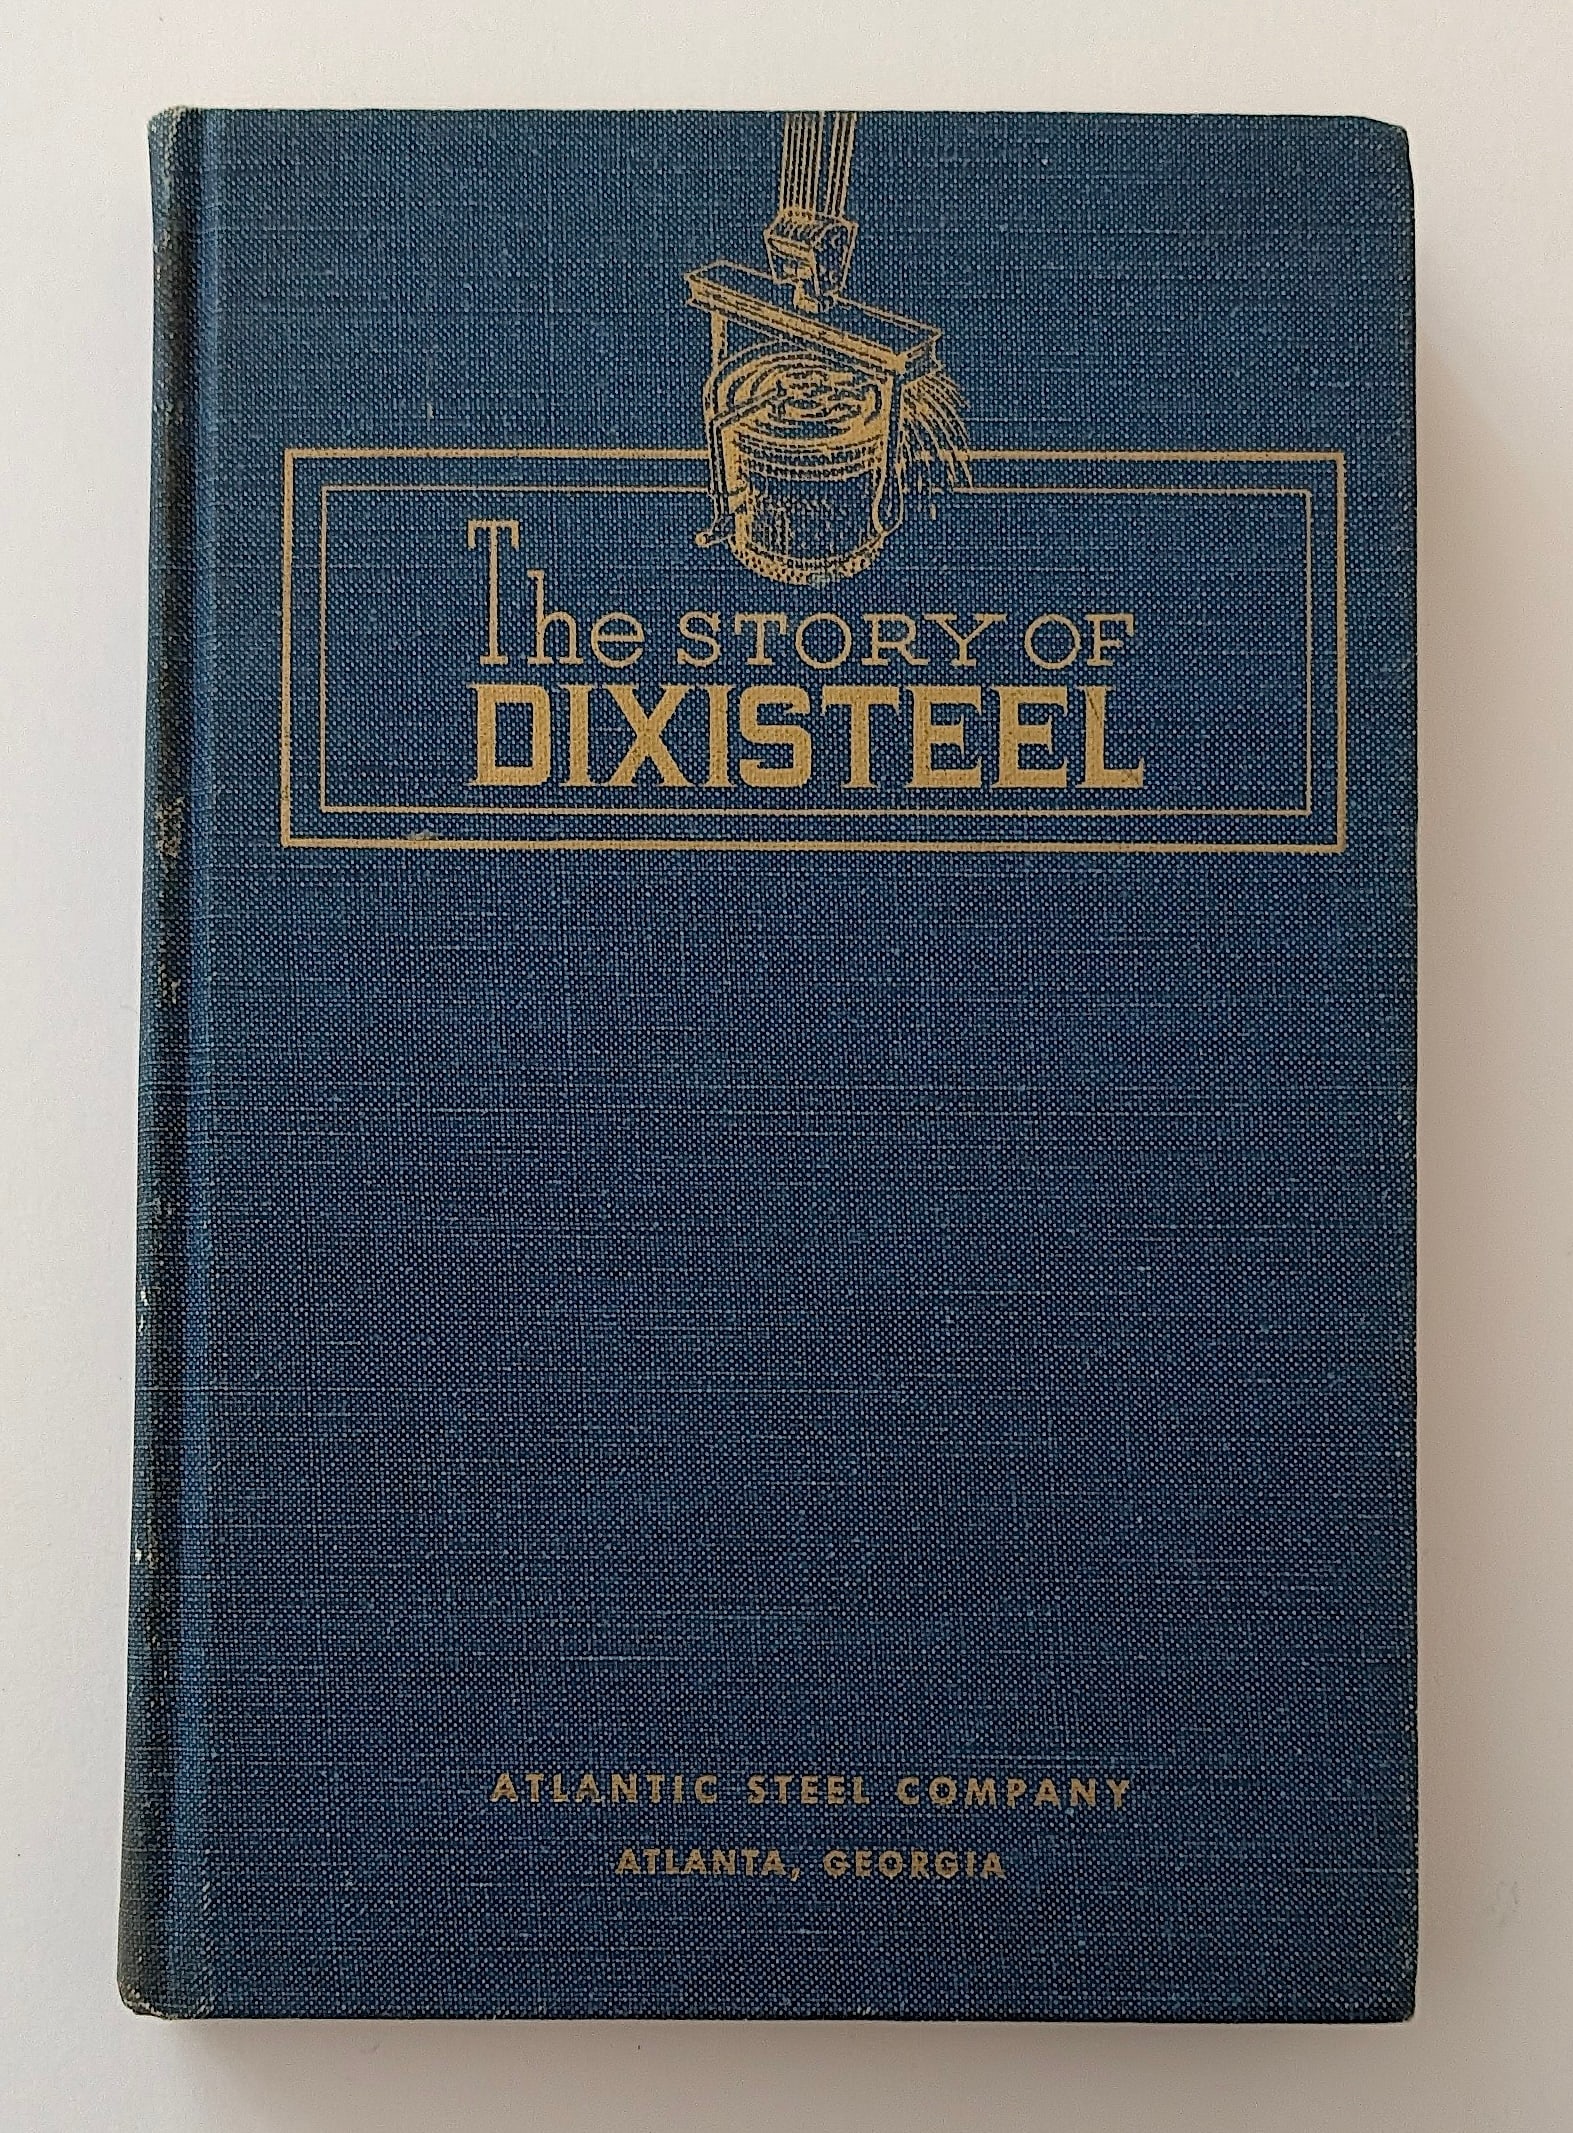 The STORY OF
DIXISTEEL
ATLANTIC STEEL COMPANY
ATLANTA, GEORGIA